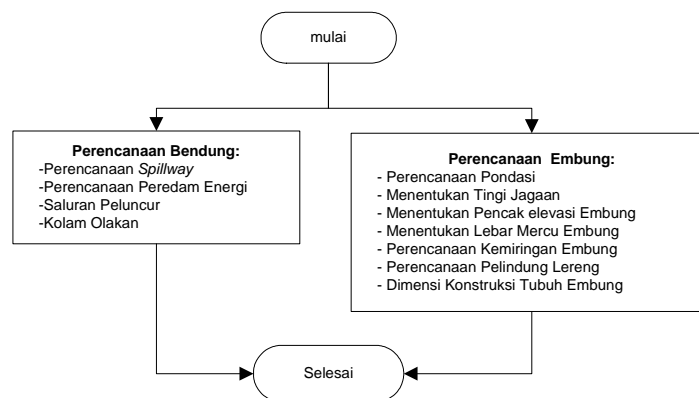 mulai
Perencanaan Bendung:
-Perencanaan Spillway
-Perencanaan Peredam Energi
-Saluran Peluncur
-Kolam Olakan
Perencanaan Embung:
- Perencanaan Pondasi
- Menentukan Tingi Jagaan
- Menentukan Pencak elevasi Embung
- Menentukan Lebar Mercu Embung
- Perencanaan Kemiringan Embung
- Perencanaan Pelindung Lereng
- Dimensi Konstruksi Tubuh Embung
Selesai